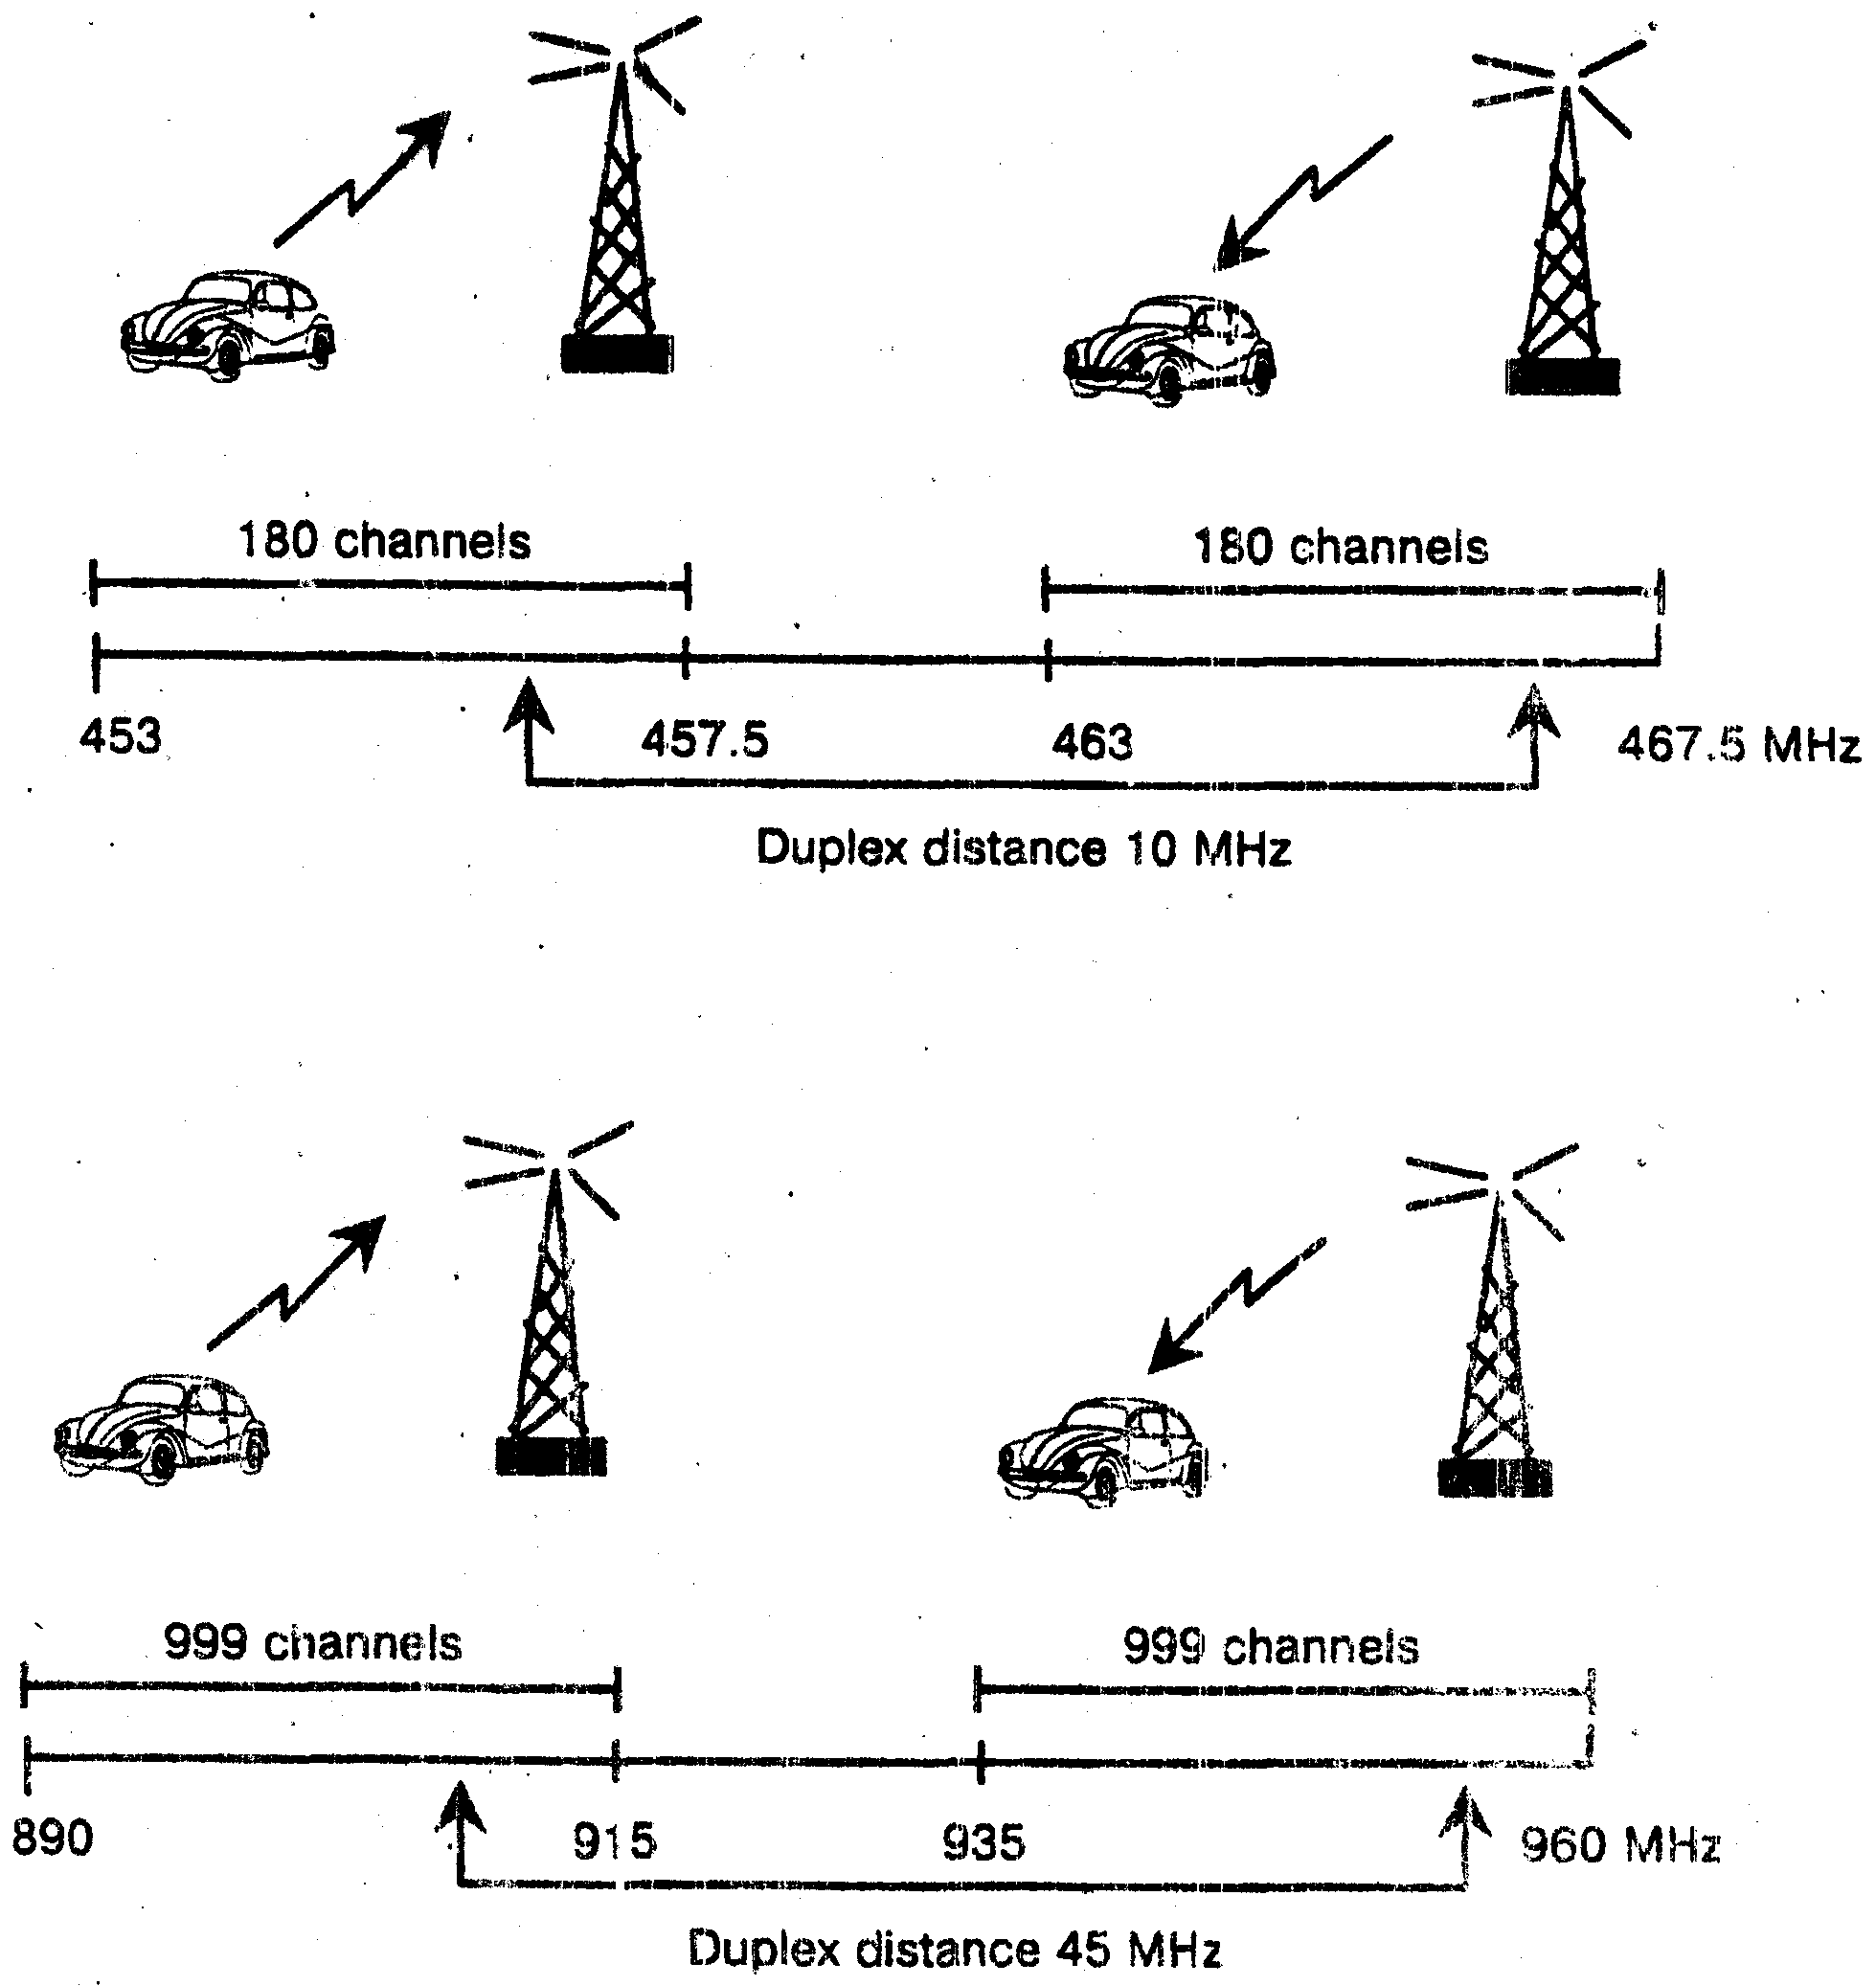 180 channels 180 channels
453 457.5 463 467.5 MHz
Duplex distance 10 MHz
999 channels 999 channels
890 915 935 960 MHz
Duplex distance 45 MHz